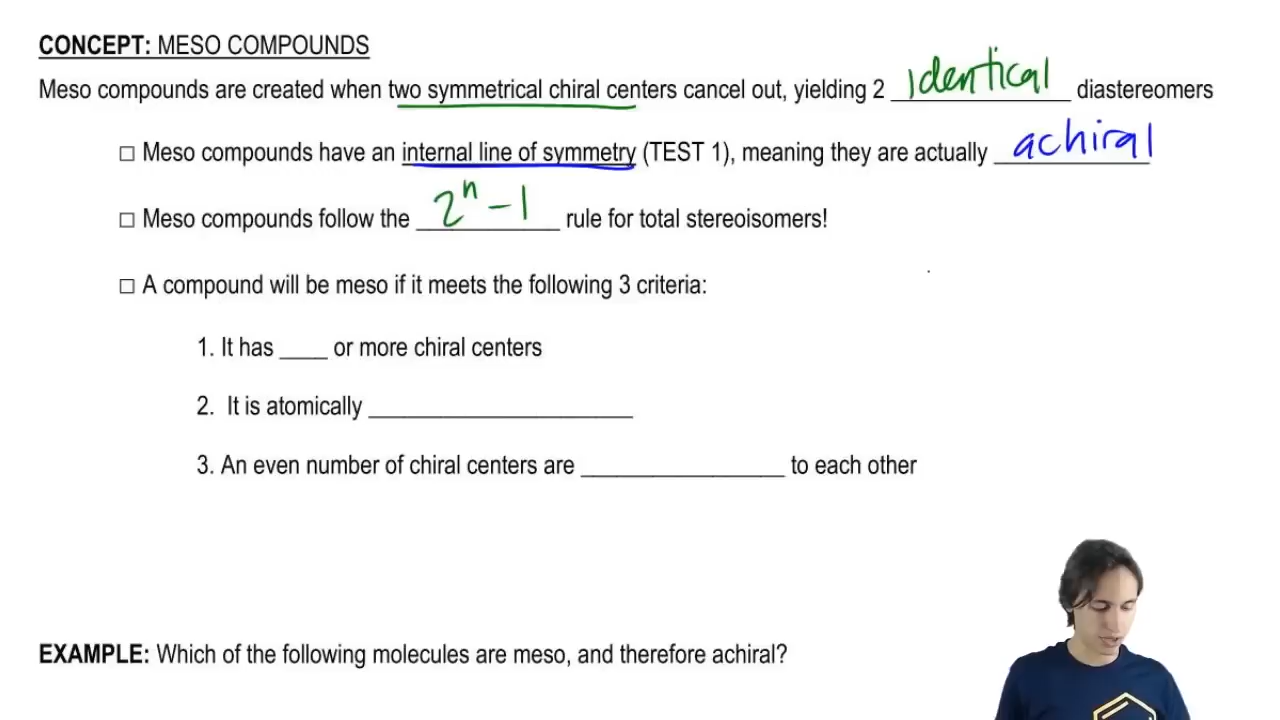 CONCEPT: MESO COMPOUNDS
Meso compounds are created when two symmetrical chiral centers cancel out, yielding 2 identical diastereomers
□ Meso compounds have an internal line of symmetry (TEST 1), meaning they are actually achiral
□ Meso compounds follow the 2^n - 1 rule for total stereoisomers!
□ A compound will be meso if it meets the following 3 criteria:
1. It has ____ or more chiral centers
2. It is atomically ____________________
3. An even number of chiral centers are ________________ to each other
EXAMPLE: Which of the following molecules are meso, and therefore achiral?